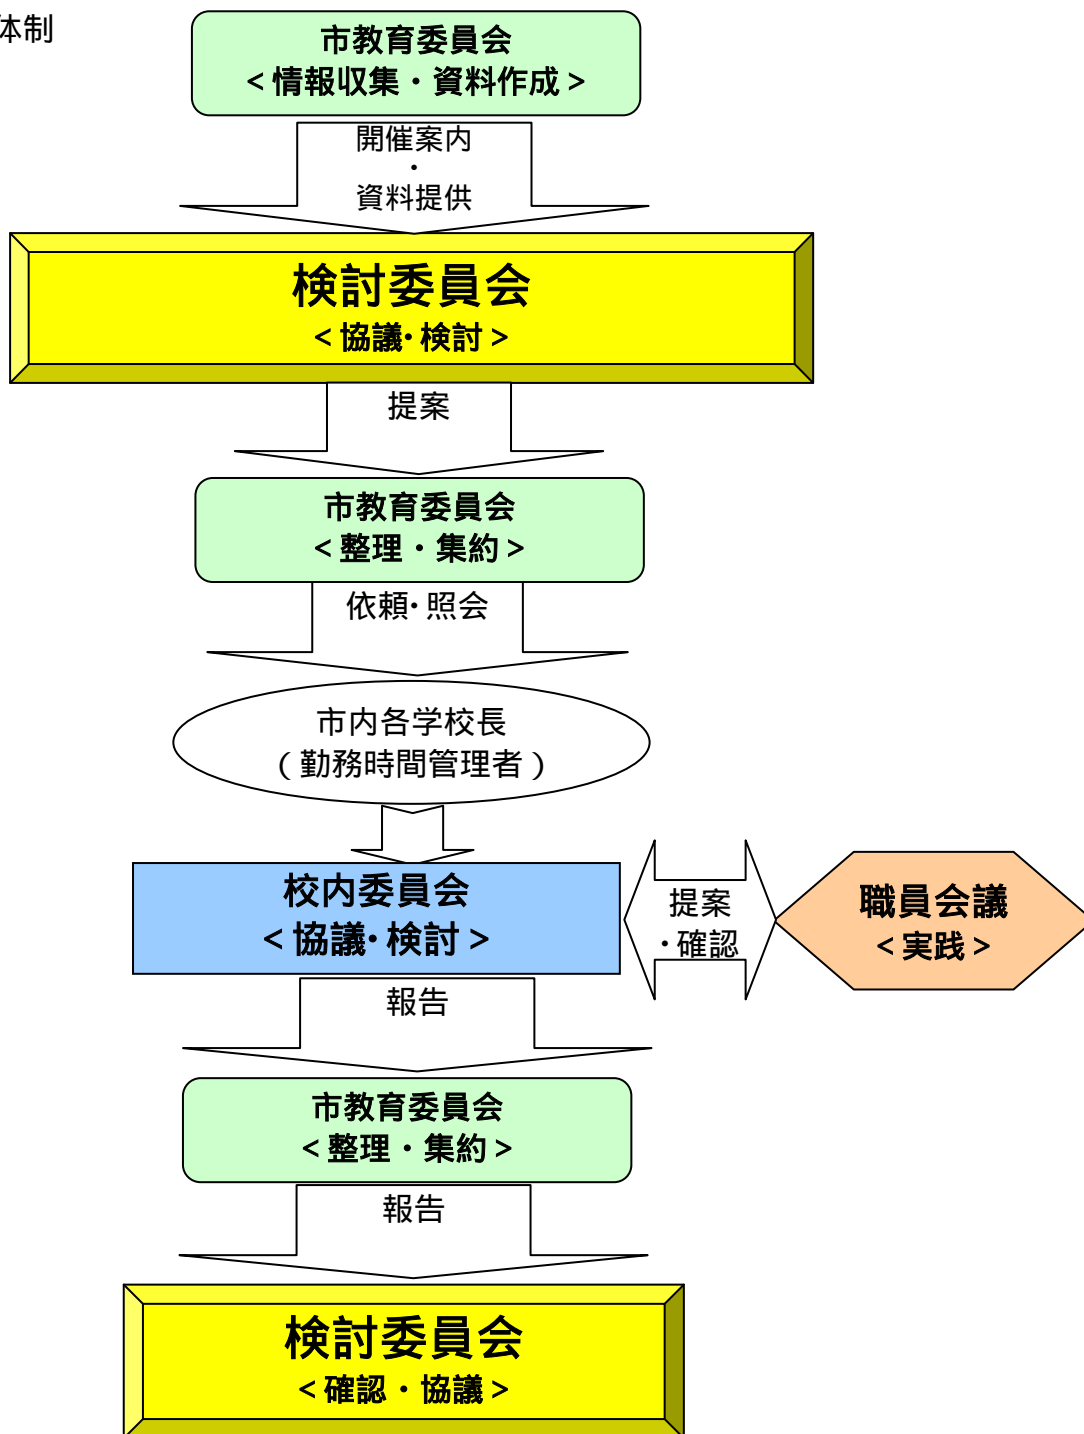 体制
市教育委員会
＜情報収集・資料作成＞
開催案内
・
資料提供
検討委員会
＜協議・検討＞
提案
市教育委員会
＜整理・集約＞
依頼・照会
市内各学校長
（勤務時間管理者）
校内委員会
＜協議・検討＞
提案
・確認
職員会議
＜実践＞
報告
市教育委員会
＜整理・集約＞
報告
検討委員会
＜確認・協議＞